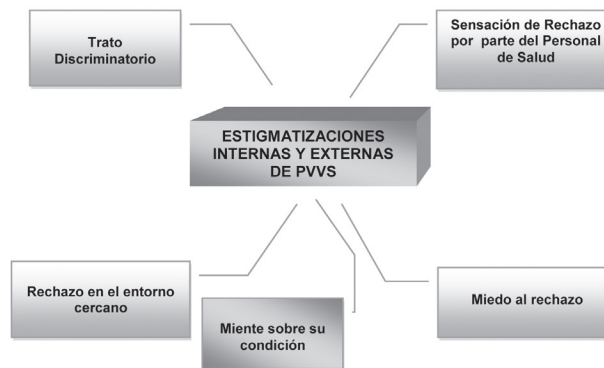 Trato
Discriminatorio
Sensación de Rechazo
por parte del Personal
de Salud
ESTIGMATIZACIONES
INTERNAS Y EXTERNAS
DE PVVS
Rechazo en el entorno
cercano
Miente sobre su
condición
Miedo al rechazo